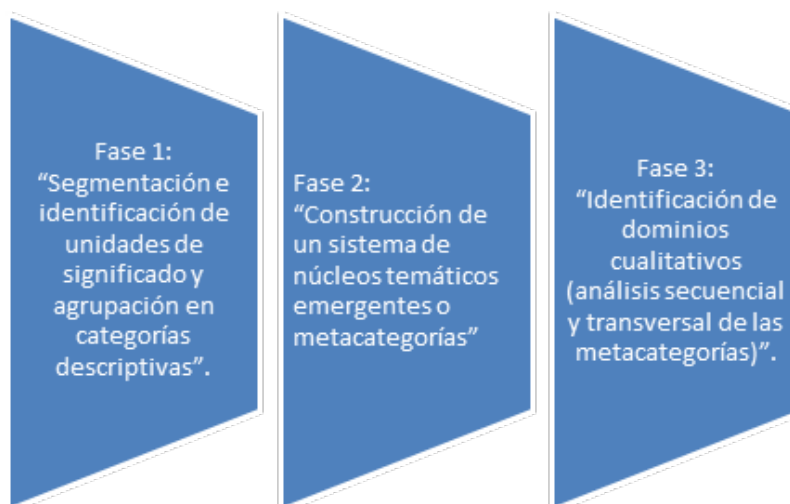 Fase 1:
“Segmentación e
identificación de
unidades de
significado y
agrupación en
categorías
descriptivas”.
Fase 2:
“Construcción de
un sistema de
núcleos temáticos
emergentes o
metacategorías”
Fase 3:
“Identificación de
dominios
cualitativos
(análisis secuencial
y transversal de las
metacategorías)”.